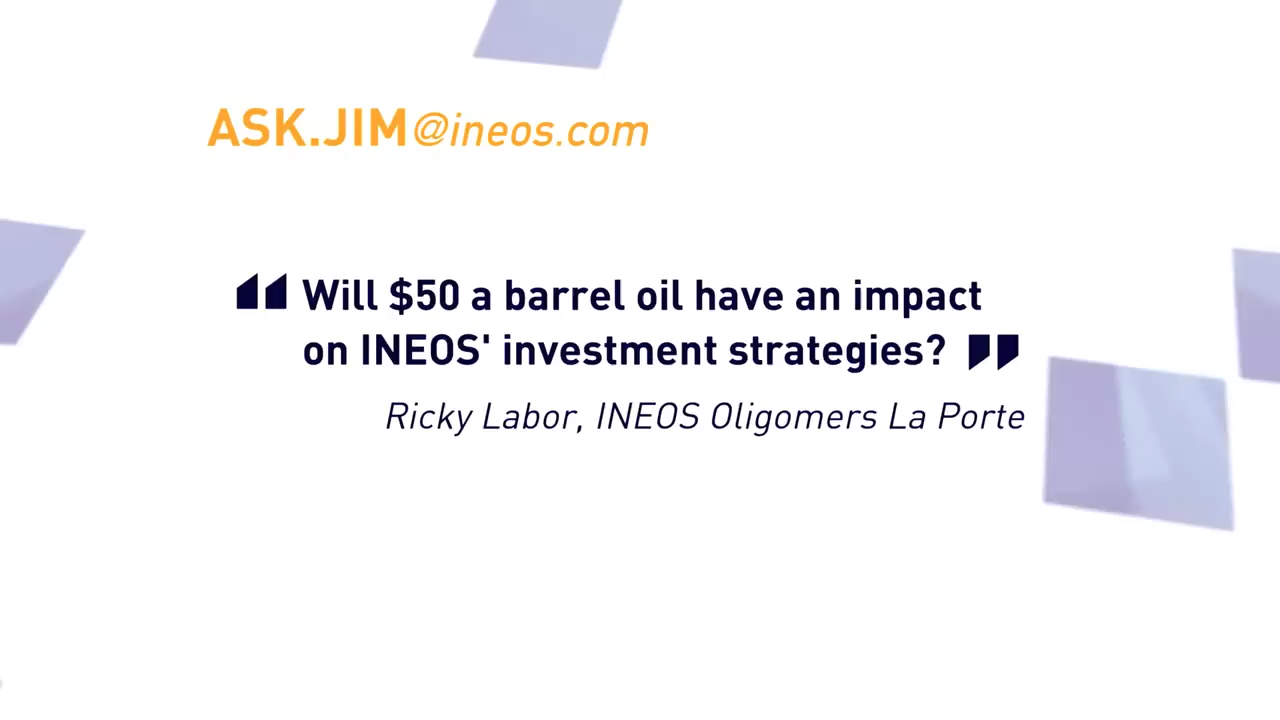 ASK.JIM@ineos.com
"Will $50 a barrel oil have an impact
on INEOS' investment strategies?"
Ricky Labor, INEOS Oligomers La Porte